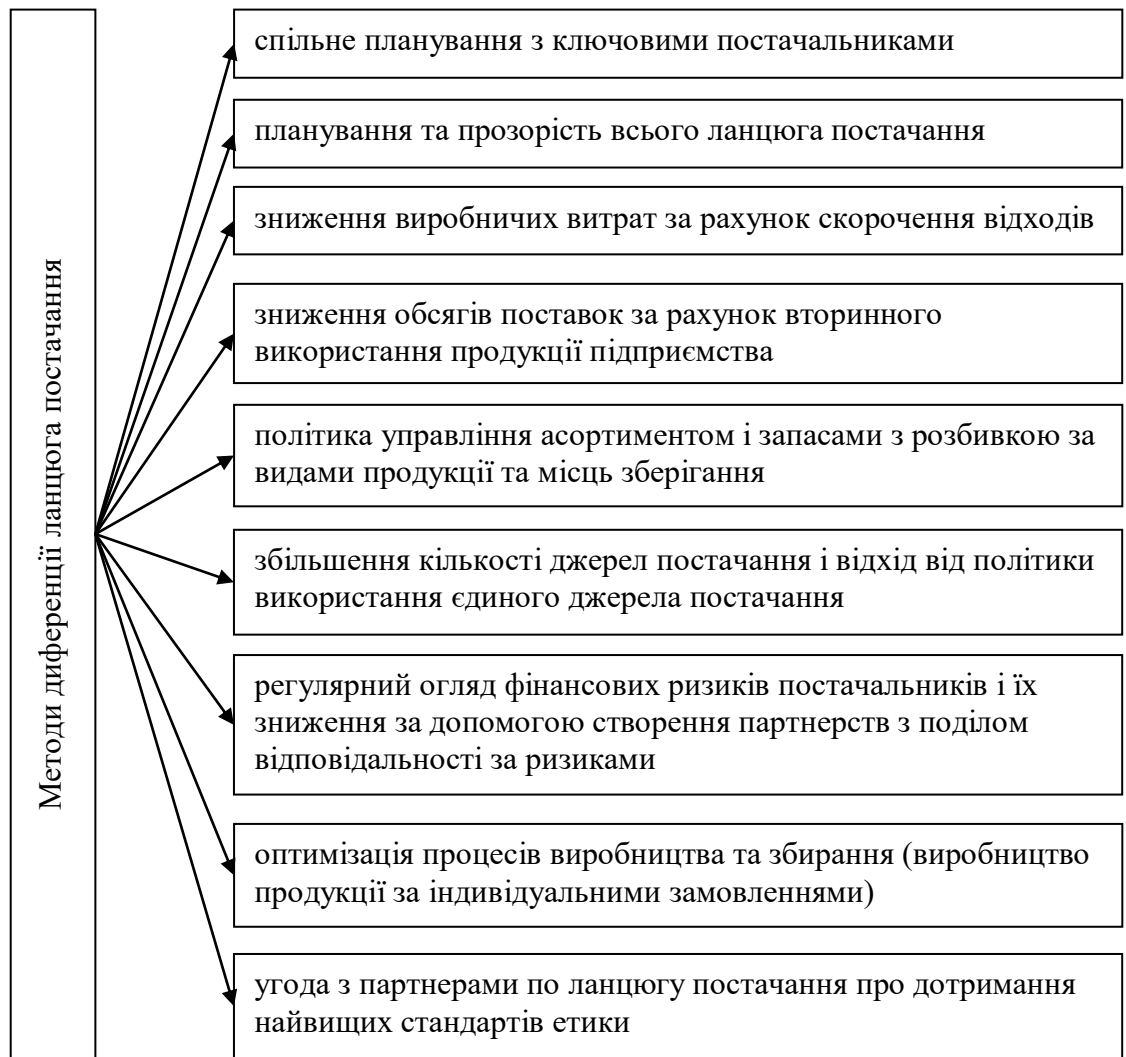 Методи диференції ланцюга постачання
спільне планування з ключовими постачальниками
планування та прозорість всього ланцюга постачання
зниження виробничих витрат за рахунок скорочення відходів
зниження обсягів поставок за рахунок вторинного
використання продукції підприємства
політика управління асортиментом і запасами з розбивкою за
видами продукції та місць зберігання
збільшення кількості джерел постачання і відхід від політики
використання єдиного джерела постачання
регулярний огляд фінансових ризиків постачальників і їх
зниження за допомогою створення партнерств з поділом
відповідальності за ризиками
оптимізація процесів виробництва та збирання (виробництво
продукції за індивідуальними замовленнями)
угода з партнерами по ланцюгу постачання про дотримання
найвищих стандартів етики